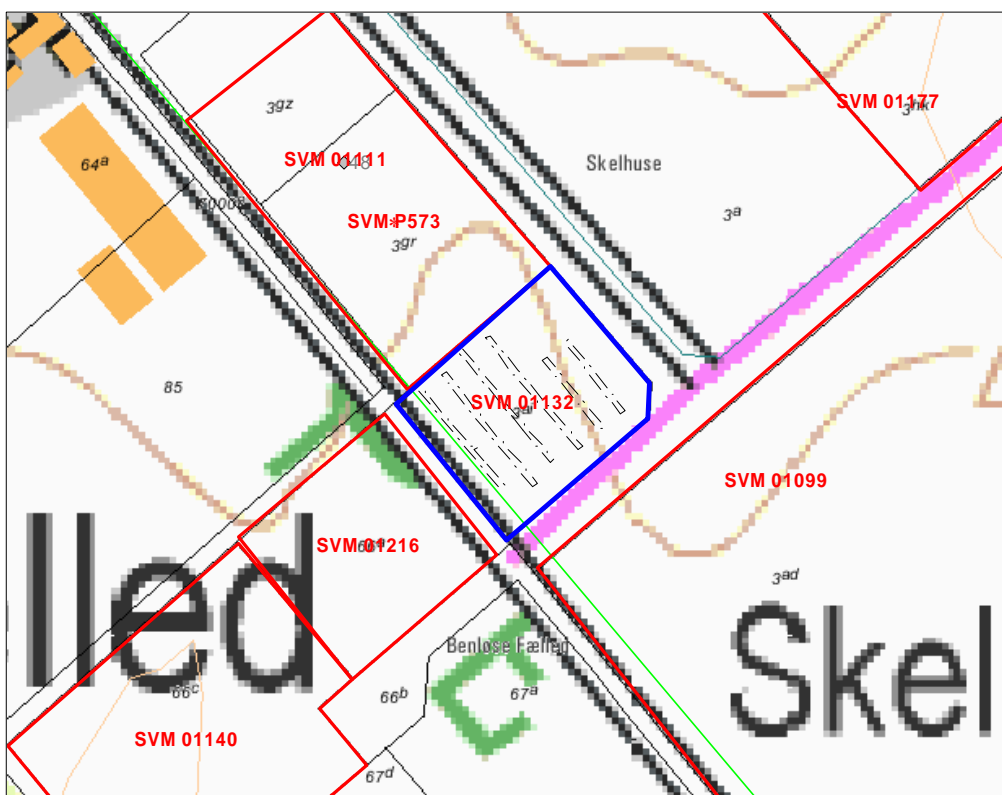 SVM 01177
3gz
SVM 01111
Skelhuse
64a
3a
SVM P573
3gr
85
SVM 01132
SVM 01099
SVM 01216
3ad
lled
Skel
Benløse Fælled
66c
66b
67a
SVM 01140
67d